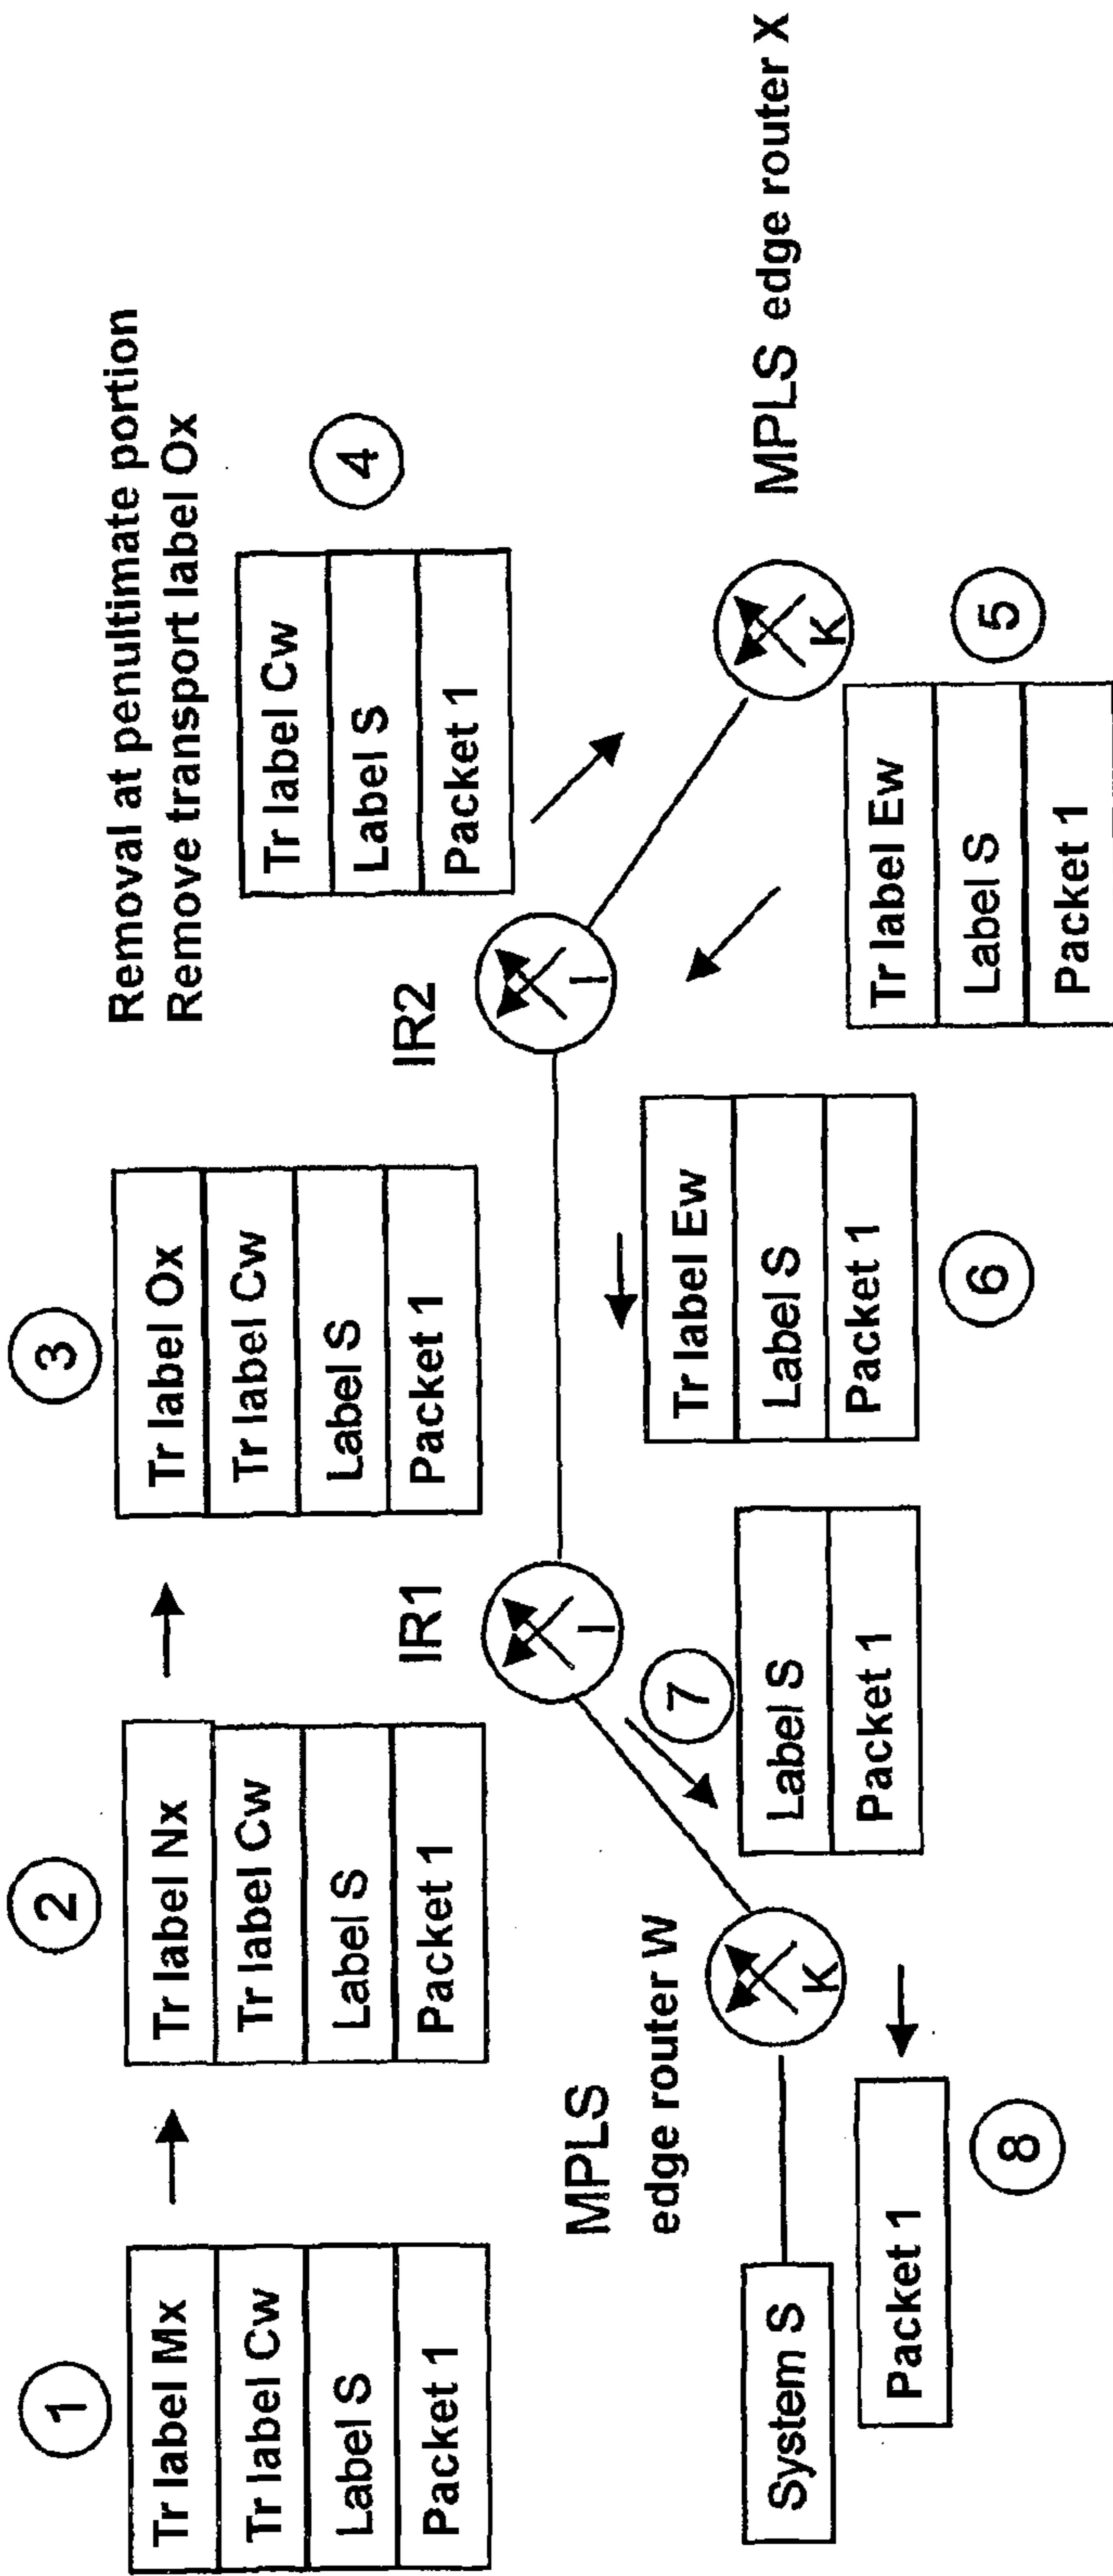 1
Tr label Mx
Tr label Cw
Label S
Packet 1
2
Tr label Nx
Tr label Cw
Label S
Packet 1
3
Tr label Ox
Tr label Cw
Label S
Packet 1
Removal at penultimate portion
Remove transport label Ox
4
Tr label Cw
Label S
Packet 1
IR1
I
IR2
I
MPLS
edge router W
K
K
MPLS edge router X
5
Tr label Ew
Label S
Packet 1
6
Tr label Ew
Label S
Packet 1
7
Label S
Packet 1
System S
8
Packet 1